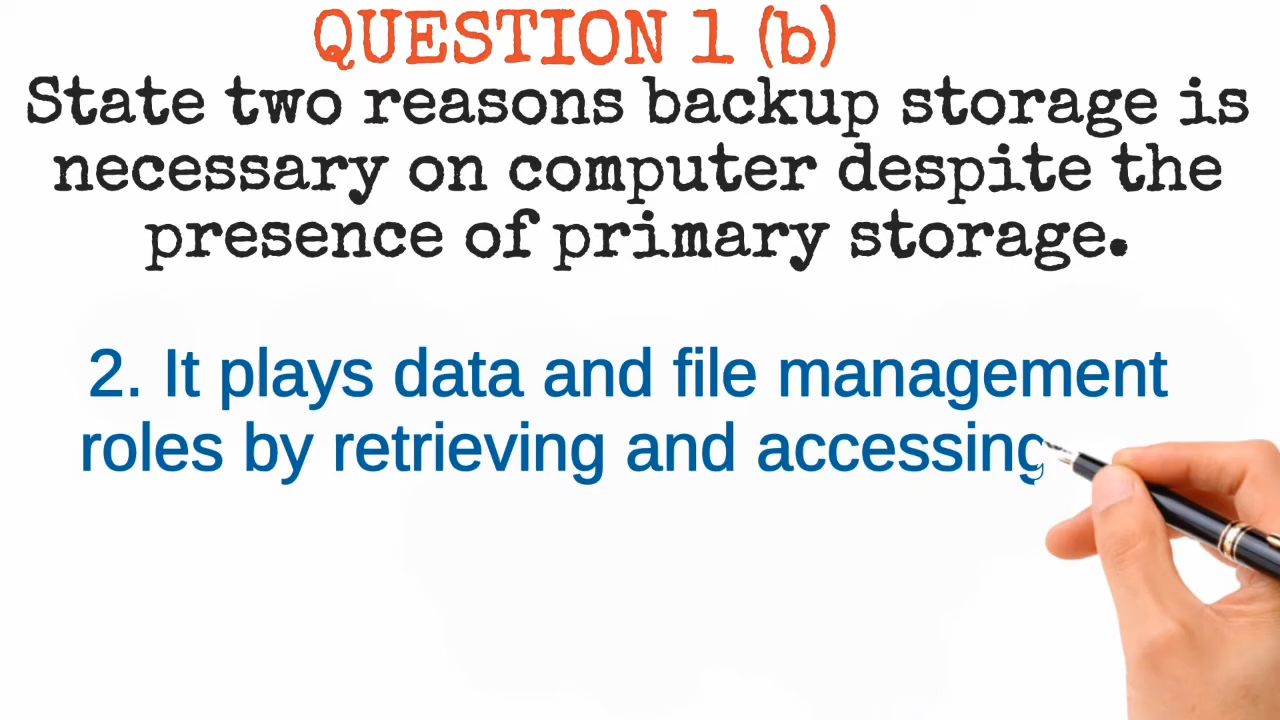 QUESTION 1 (b)
State two reasons backup storage is
necessary on computer despite the
presence of primary storage.
2. It plays data and file management
roles by retrieving and accessing